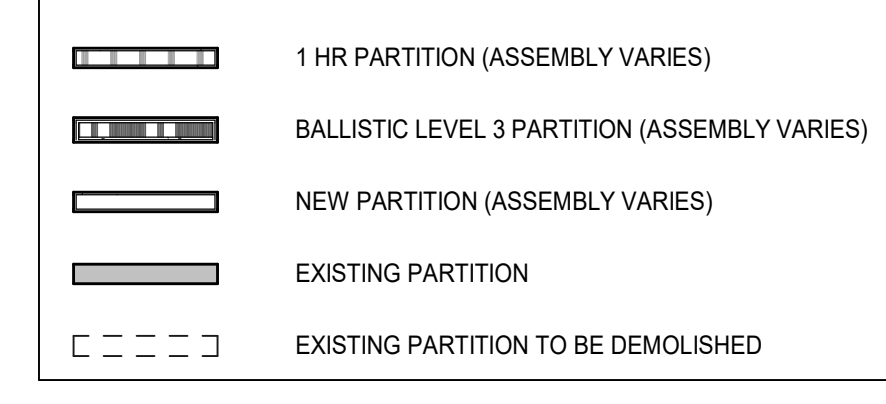 1 HR PARTITION (ASSEMBLY VARIES)
BALLISTIC LEVEL 3 PARTITION (ASSEMBLY VARIES)
NEW PARTITION (ASSEMBLY VARIES)
EXISTING PARTITION
EXISTING PARTITION TO BE DEMOLISHED